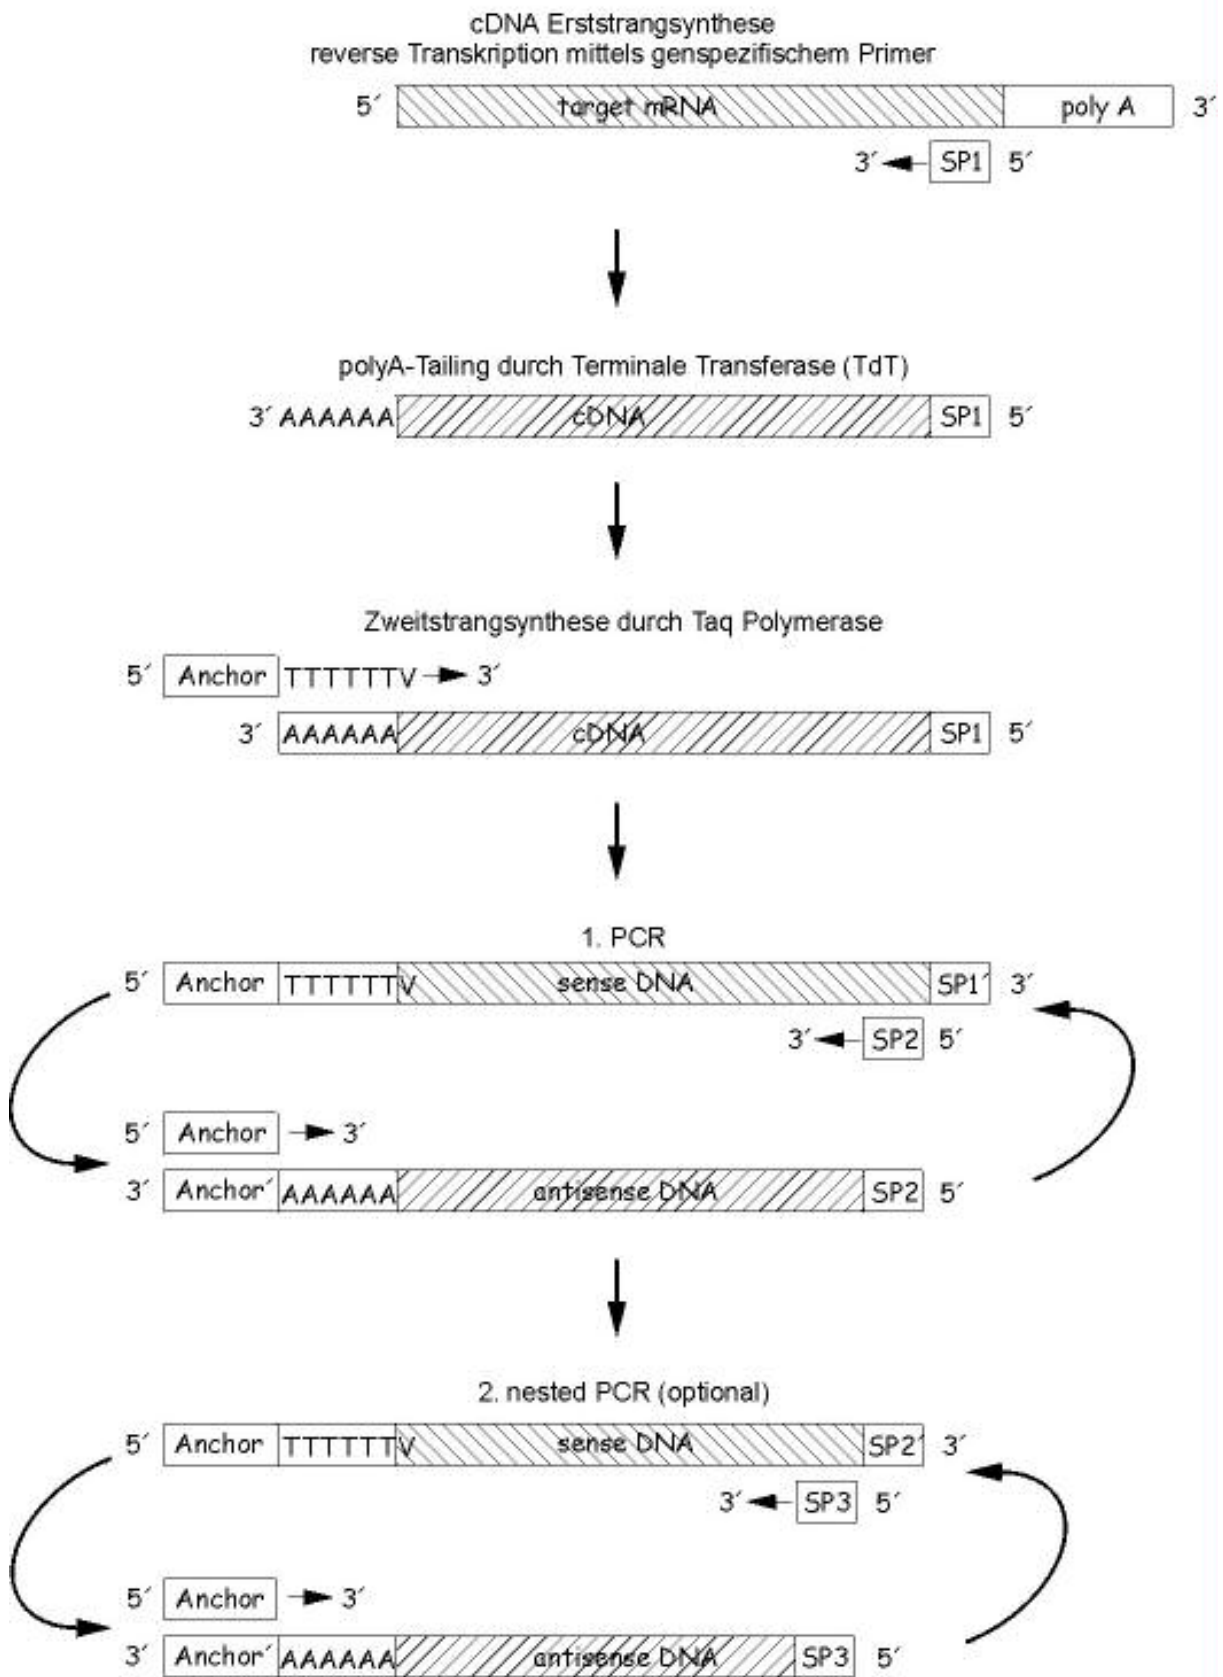 cDNA Erststrangsynthese
reverse Transkription mittels genspezifischem Primer
5´ target mRNA poly A 3´
3´ SP1 5´
polyA-Tailing durch Terminale Transferase (TdT)
3´ AAAAAA cDNA SP1 5´
Zweitstrangsynthese durch Taq Polymerase
5´ Anchor TTTTTTV 3´
3´ AAAAAA cDNA SP1 5´
1. PCR
5´ Anchor TTTTTTV sense DNA SP1´ 3´
3´ SP2 5´
5´ Anchor 3´
3´ Anchor´ AAAAAA antisense DNA SP2 5´
2. nested PCR (optional)
5´ Anchor TTTTTTV sense DNA SP2´ 3´
3´ SP3 5´
5´ Anchor 3´
3´ Anchor´ AAAAAA antisense DNA SP3 5´